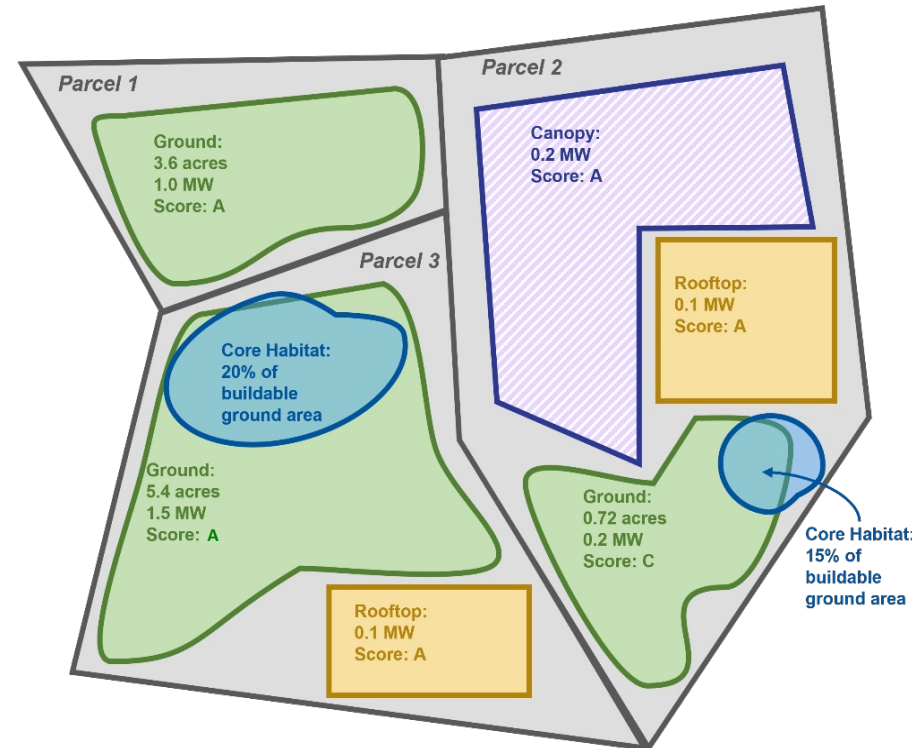 Parcel 1
Ground:
3.6 acres
1.0 MW
Score: A
Parcel 2
Canopy:
0.2 MW
Score: A
Rooftop:
0.1 MW
Score: A
Ground:
0.72 acres
0.2 MW
Score: C
Core Habitat:
15% of
buildable
ground area
Parcel 3
Core Habitat:
20% of
buildable
ground area
Ground:
5.4 acres
1.5 MW
Score: A
Rooftop:
0.1 MW
Score: A